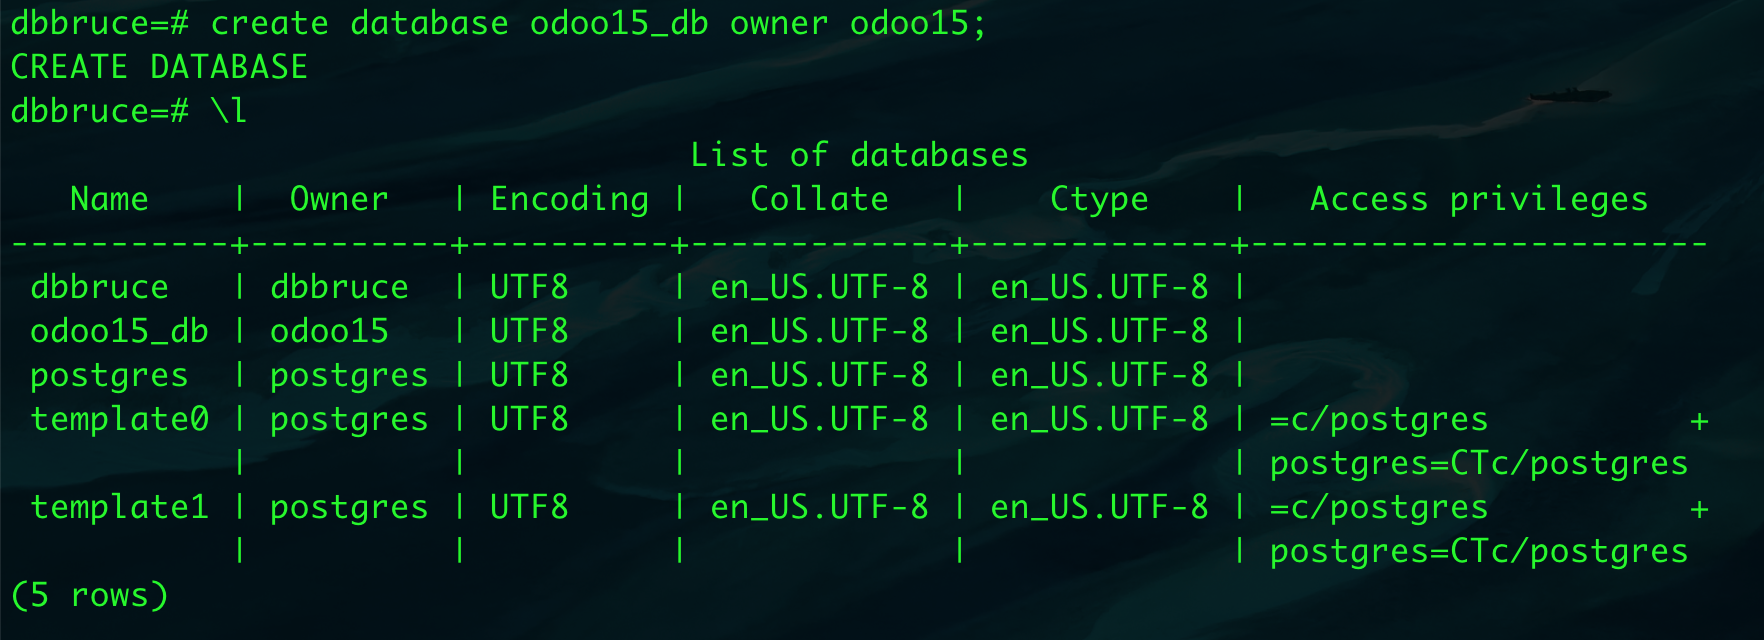 dbbruce=# create database odoo15_db owner odoo15;
CREATE DATABASE
dbbruce=# \l
                                  List of databases
   Name    |  Owner   | Encoding |   Collate   |    Ctype    |   Access privileges
-----------+----------+----------+-------------+-------------+-----------------------
 dbbruce   | dbbruce  | UTF8     | en_US.UTF-8 | en_US.UTF-8 |
 odoo15_db | odoo15   | UTF8     | en_US.UTF-8 | en_US.UTF-8 |
 postgres  | postgres | UTF8     | en_US.UTF-8 | en_US.UTF-8 |
 template0 | postgres | UTF8     | en_US.UTF-8 | en_US.UTF-8 | =c/postgres          +
           |          |          |             |             | postgres=CTc/postgres
 template1 | postgres | UTF8     | en_US.UTF-8 | en_US.UTF-8 | =c/postgres          +
           |          |          |             |             | postgres=CTc/postgres
(5 rows)